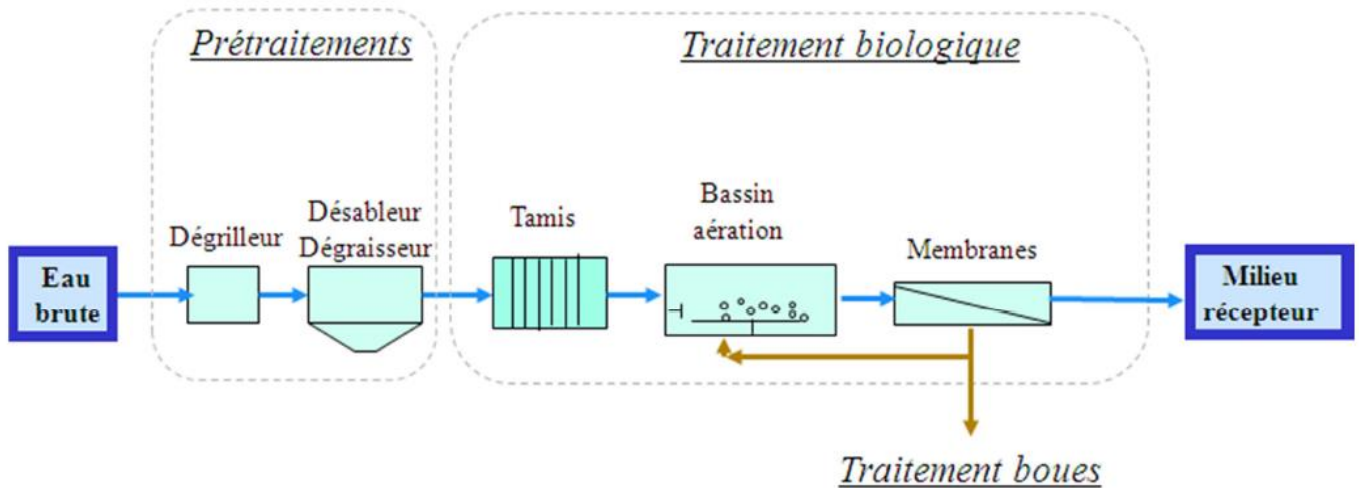 Prétraitements
Traitement biologique
Eau
brute
Dégrilleur
Désableur
Dégraisseur
Tamis
Bassin
aération
Membranes
Milieu
récepteur
Traitement boues